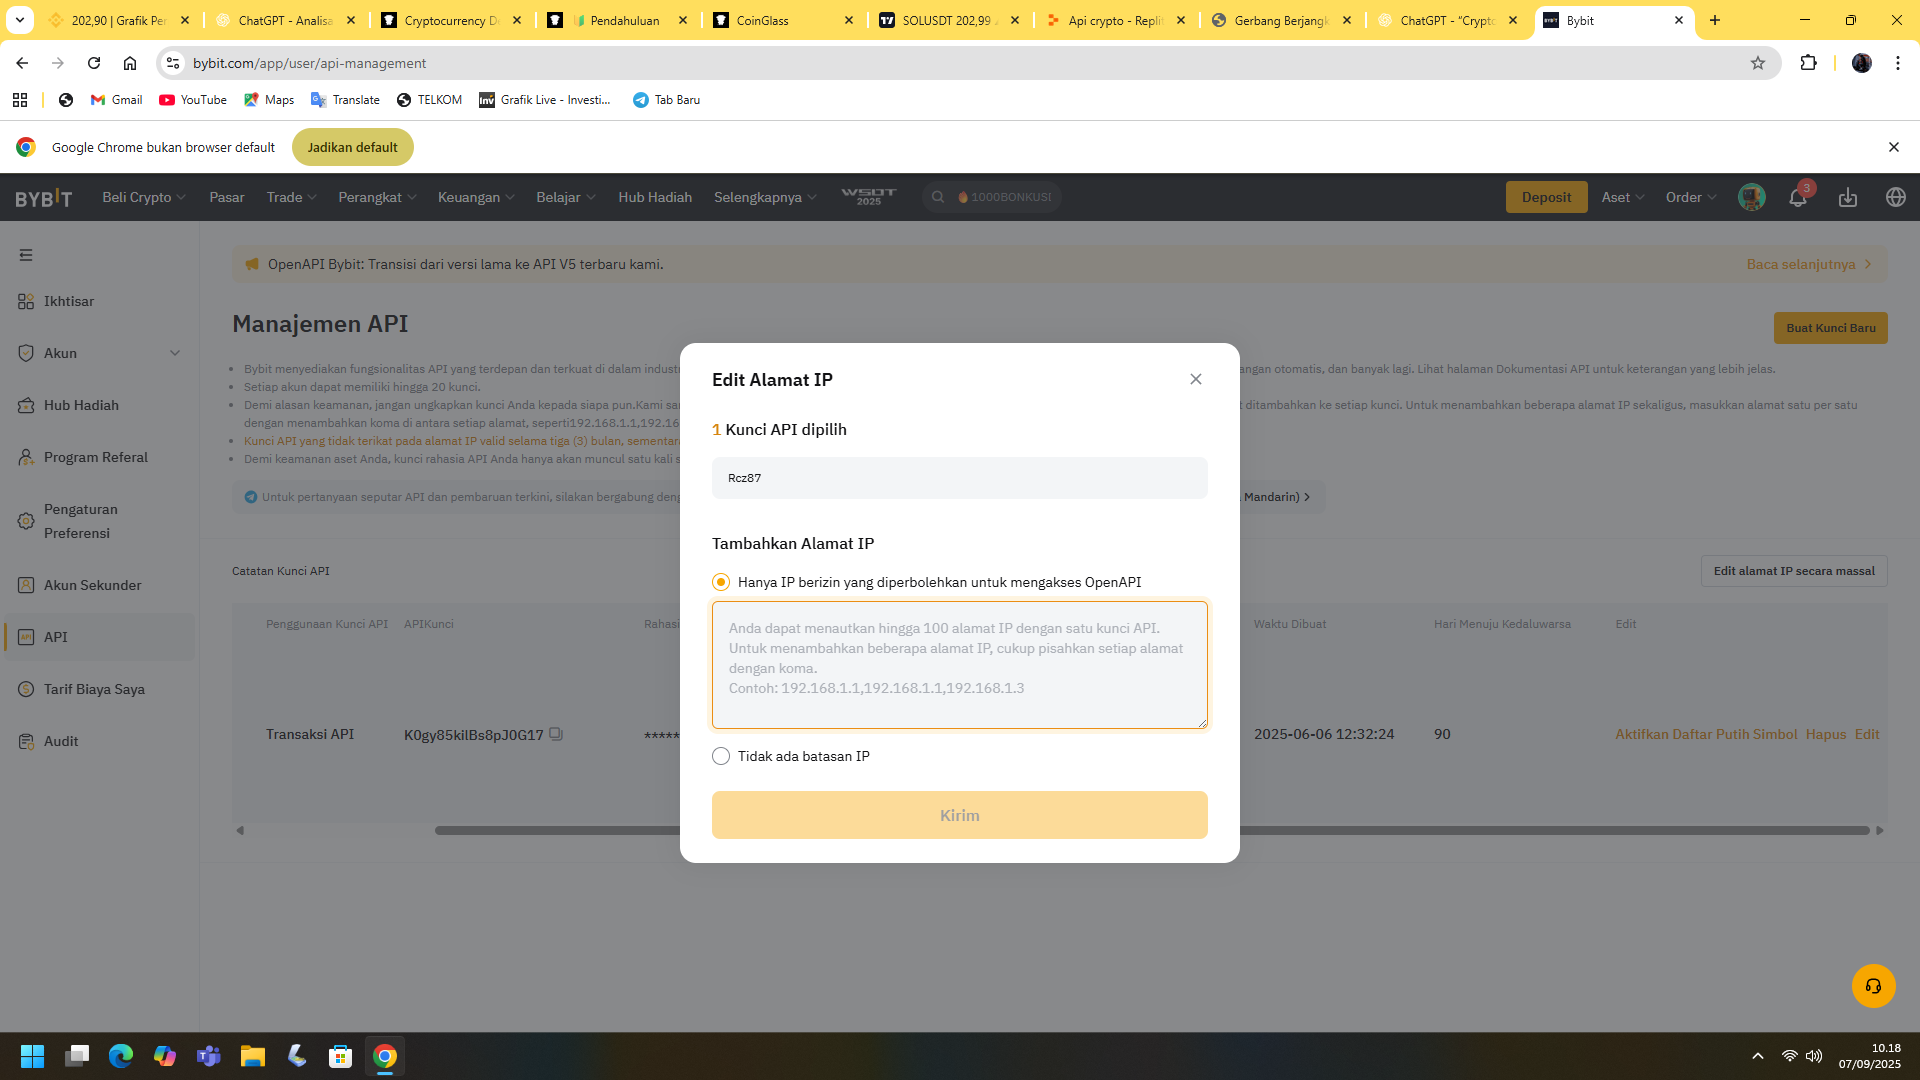 202,90 | Grafik Per
ChatGPT - Analisa
Cryptocurrency De
Pendahuluan
CoinGlass
SOLUSDT 202,99
Api crypto - Replit
Gerbang Berjangk
ChatGPT - "Crypto
Bybit
bybit.com/app/user/api-management
Gmail
YouTube
Maps
Translate
TELKOM
Grafik Live - Investi...
Tab Baru
Google Chrome bukan browser default
Jadikan default
BYBIT
Beli Crypto
Pasar
Trade
Perangkat
Keuangan
Belajar
Hub Hadiah
Selengkapnya
WSOT
2025
1000BONKUSI
Deposit
Aset
Order
3
OpenAPI Bybit: Transisi dari versi lama ke API V5 terbaru kami.
Baca selanjutnya
Ikhtisar
Akun
Hub Hadiah
Program Referal
Pengaturan
Preferensi
Akun Sekunder
API
Tarif Biaya Saya
Audit
Manajemen API
Buat Kunci Baru
Bybit menyediakan fungsionalitas API yang terdepan dan terkuat di dalam industr
angan otomatis, dan banyak lagi. Lihat halaman Dokumentasi API untuk keterangan yang lebih jelas.
Setiap akun dapat memiliki hingga 20 kunci.
Demi alasan keamanan, jangan ungkapkan kunci Anda kepada siapa pun.Kami sar
t ditambahkan ke setiap kunci. Untuk menambahkan beberapa alamat IP sekaligus, masukkan alamat satu per satu
dengan menambahkan koma di antara setiap alamat, seperti192.168.1.1,192.16
Kunci API yang tidak terikat pada alamat IP valid selama tiga (3) bulan, sementara
Demi keamanan aset Anda, kunci rahasia API Anda hanya akan muncul satu kali s
Untuk pertanyaan seputar API dan pembaruan terkini, silakan bergabung deng
Mandarin)
Catatan Kunci API
Edit alamat IP secara massal
Penggunaan Kunci API
APIKunci
Rahasi
Waktu Dibuat
Hari Menuju Kedaluwarsa
Edit
Transaksi API
K0gy85kilBs8pJ0G17
*****
2025-06-06 12:32:24
90
Aktifkan Daftar Putih Simbol
Hapus
Edit
Edit Alamat IP
1 Kunci API dipilih
Rcz87
Tambahkan Alamat IP
Hanya IP berizin yang diperbolehkan untuk mengakses OpenAPI
Anda dapat menautkan hingga 100 alamat IP dengan satu kunci API.
Untuk menambahkan beberapa alamat IP, cukup pisahkan setiap alamat
dengan koma.
Contoh: 192.168.1.1,192.168.1.1,192.168.1.3
Tidak ada batasan IP
Kirim
10.18
07/09/2025